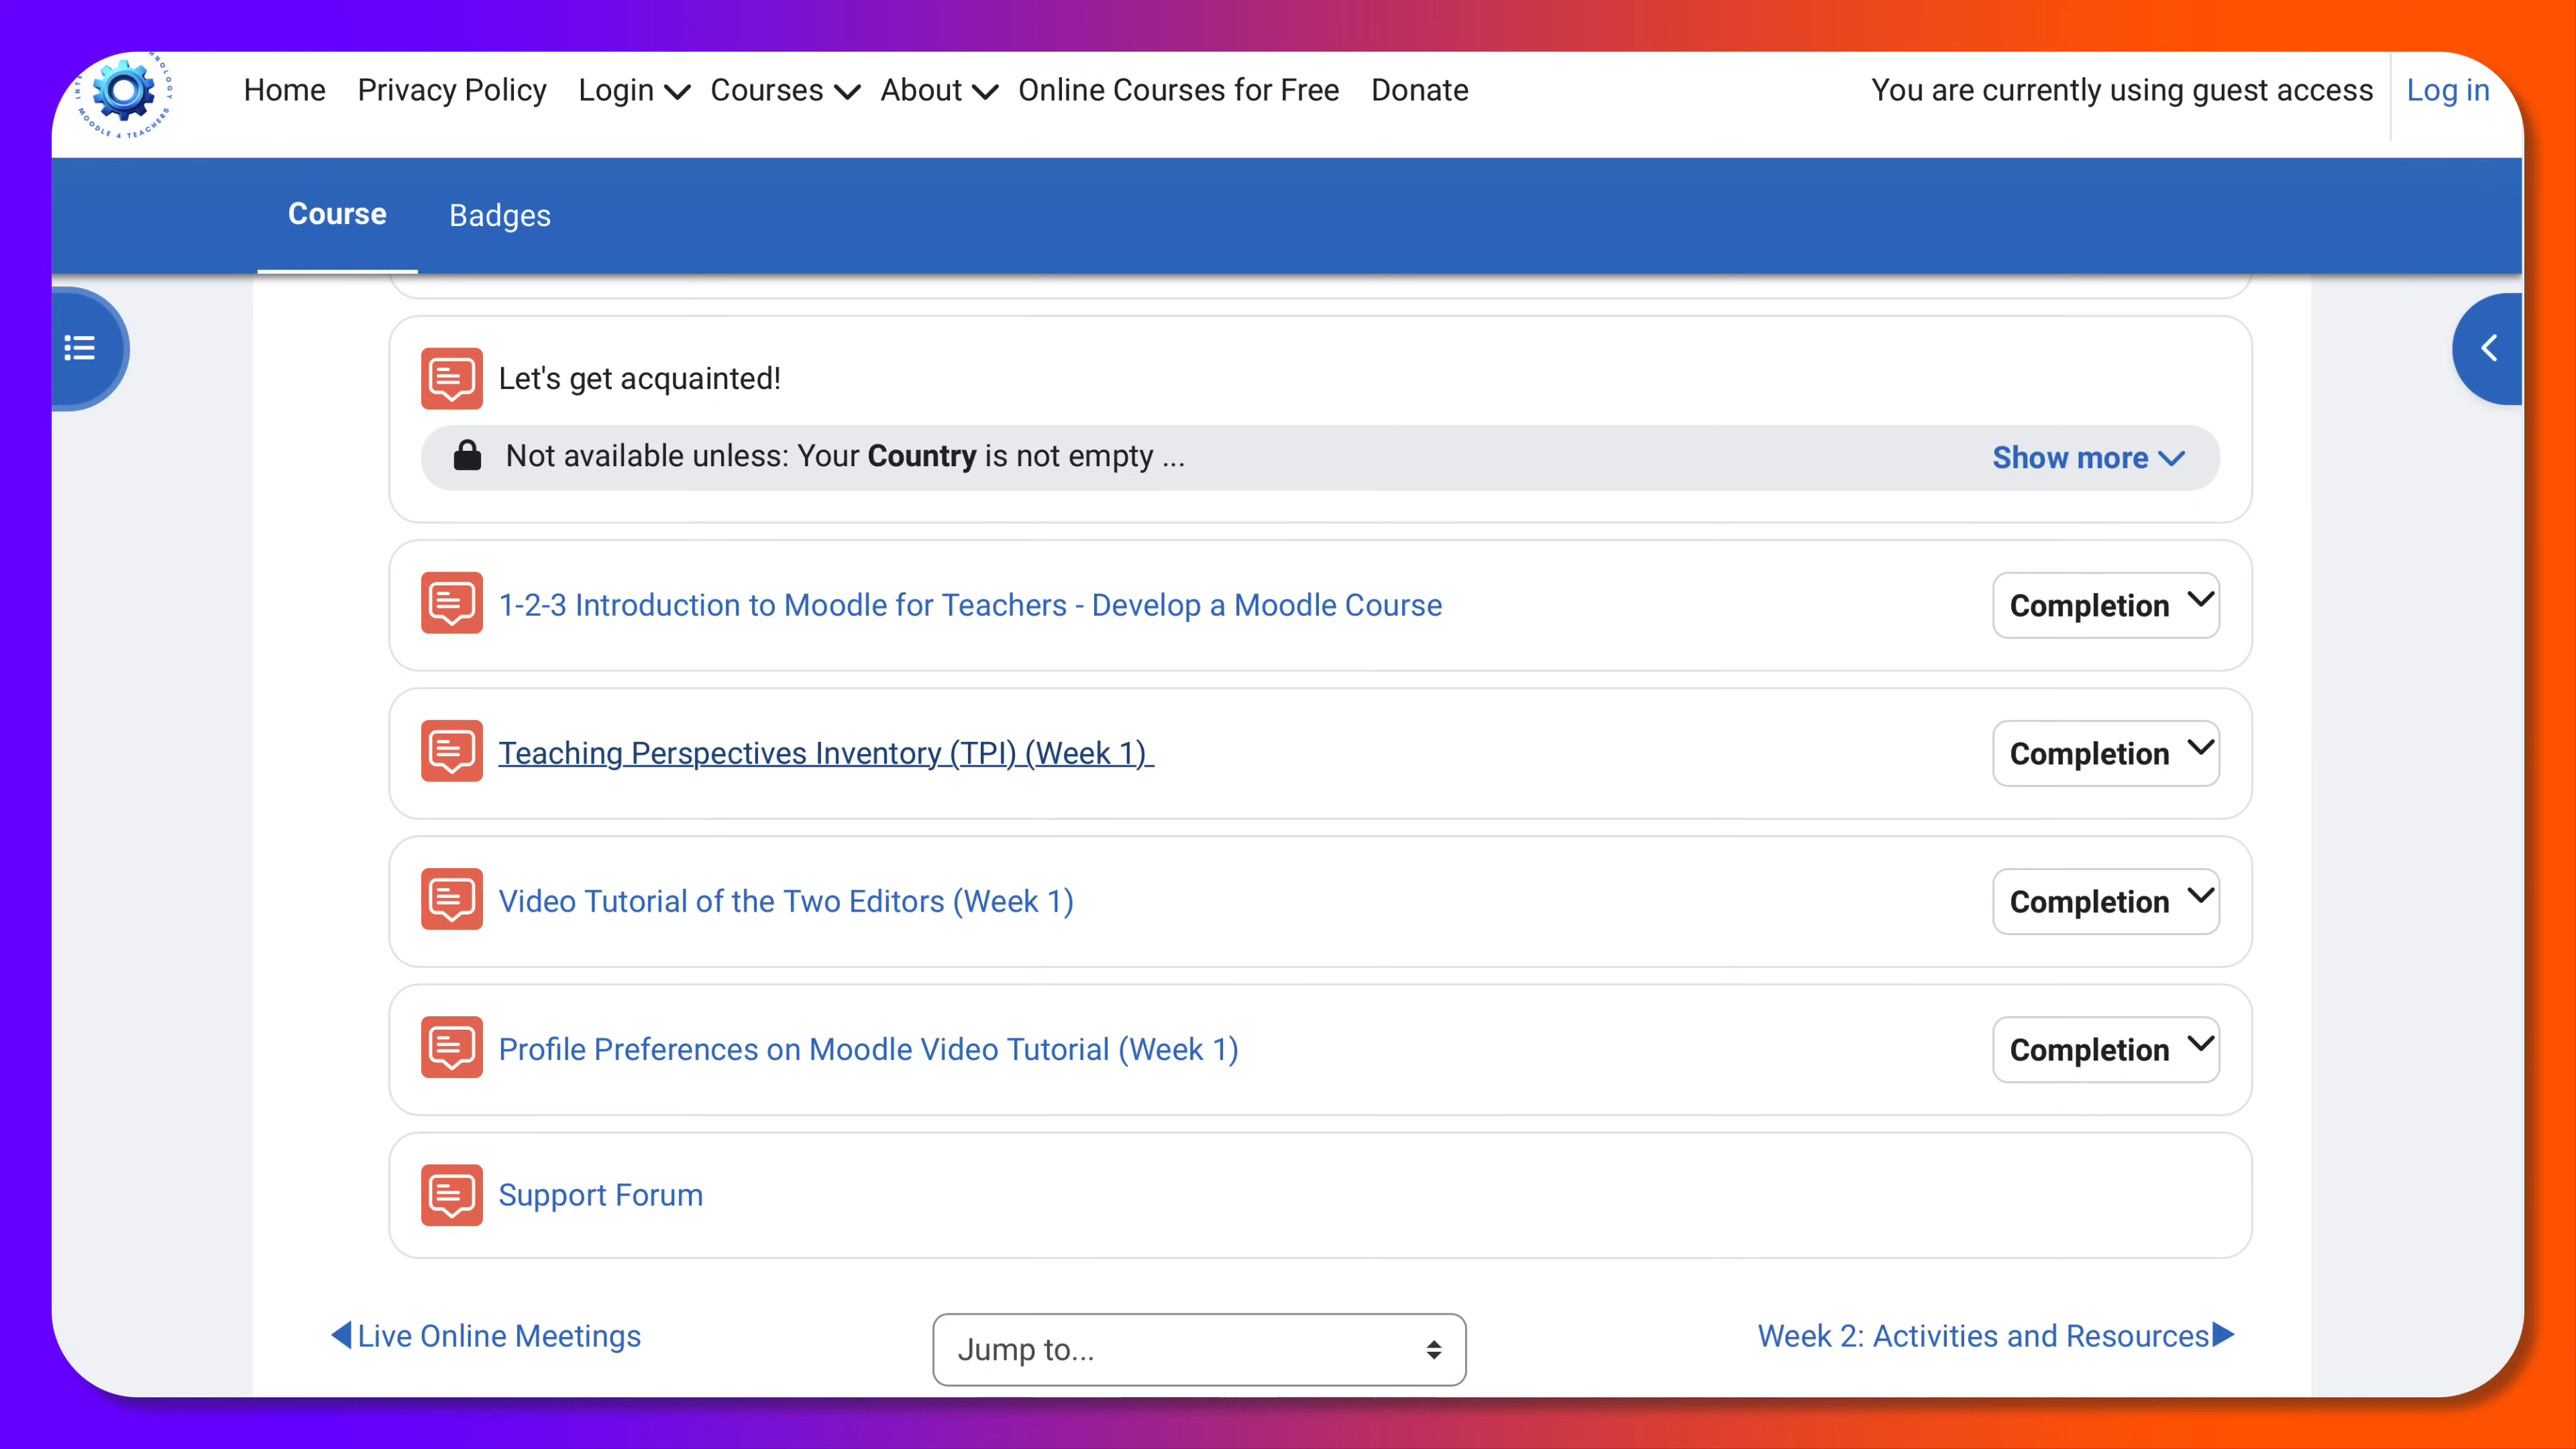 MOODLE 4 TEACHERS
Home Privacy Policy Login Courses About Online Courses for Free Donate You are currently using guest access Log in
Course Badges
Let's get acquainted!
Not available unless: Your Country is not empty ... Show more
1-2-3 Introduction to Moodle for Teachers - Develop a Moodle Course Completion
Teaching Perspectives Inventory (TPI) (Week 1) Completion
Video Tutorial of the Two Editors (Week 1) Completion
Profile Preferences on Moodle Video Tutorial (Week 1) Completion
Support Forum
Live Online Meetings Jump to... Week 2: Activities and Resources